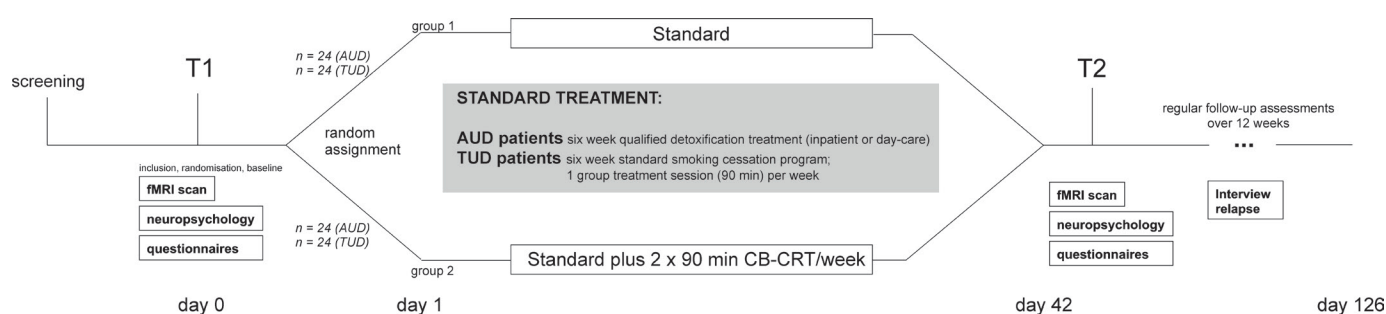 screening
T1
inclusion, randomisation, baseline
fMRI scan
neuropsychology
questionnaires
random
assignment
group 1
n = 24 (AUD)
n = 24 (TUD)
Standard
STANDARD TREATMENT:
AUD patients six week qualified detoxification treatment (inpatient or day-care)
TUD patients six week standard smoking cessation program;
1 group treatment session (90 min) per week
n = 24 (AUD)
n = 24 (TUD)
group 2
Standard plus 2 x 90 min CB-CRT/week
T2
fMRI scan
neuropsychology
questionnaires
regular follow-up assessments
over 12 weeks
...
Interview
relapse
day 0
day 1
day 42
day 126